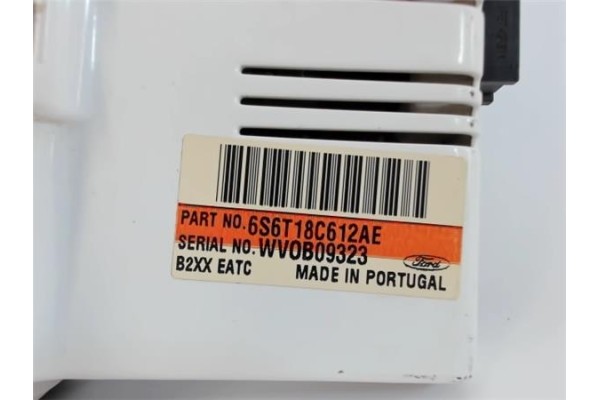 PART NO. 6S6T18C612AE
SERIAL NO. WV0B09323
B2XX EATC MADE IN PORTUGAL
Ford